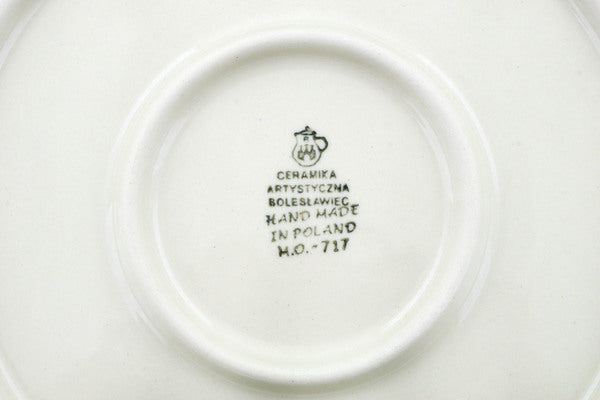 CERAMIKA
ARTYSTYCZNA
BOLESŁAWIEC
HAND MADE
IN POLAND
M.O.-717